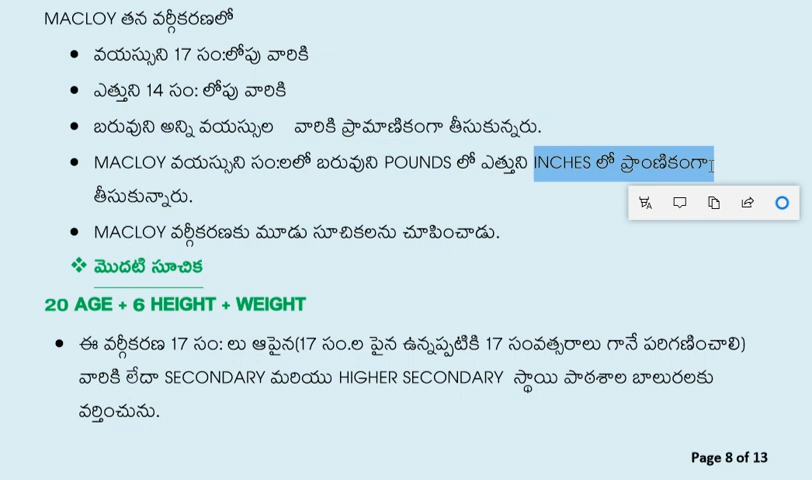 MACLOY తన వర్గీకరణలో
• వయస్సుని 17 సం:లోపు వారికి
• ఎత్తుని 14 సం: లోపు వారికి
• బరువుని అన్ని వయస్సుల వారికి ప్రామాణికంగా తీసుకున్నరు.
• MACLOY వయస్సుని సం:లలో బరువుని POUNDS లో ఎత్తుని INCHES లో ప్రాంణికంగా
తీసుకున్నారు.
• MACLOY వర్గీకరణకు మూడు సూచికలను చూపించాడు.
❖ మొదటి సూచిక
20 AGE + 6 HEIGHT + WEIGHT
• ఈ వర్గీకరణ 17 సం: లు ఆపైన(17 సం.ల పైన ఉన్నప్పటికి 17 సంవత్సరాలు గానే పరిగణించాలి)
వారికి లేదా SECONDARY మరియు HIGHER SECONDARY స్థాయి పాఠశాల బాలురలకు
వర్తించును.
Page 8 of 13